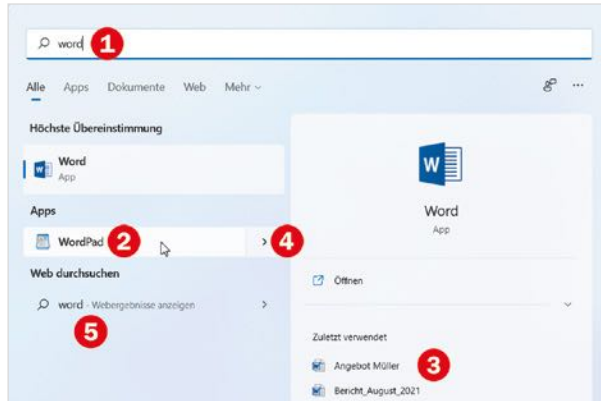 word 1
Alle Apps Dokumente Web Mehr ...
Höchste Übereinstimmung
Word
App
Apps
WordPad 2
4
Web durchsuchen
word - Webergebnisse anzeigen
5
W
Word
App
Öffnen
Zuletzt verwendet
Angebot Müller 3
Bericht_August_2021